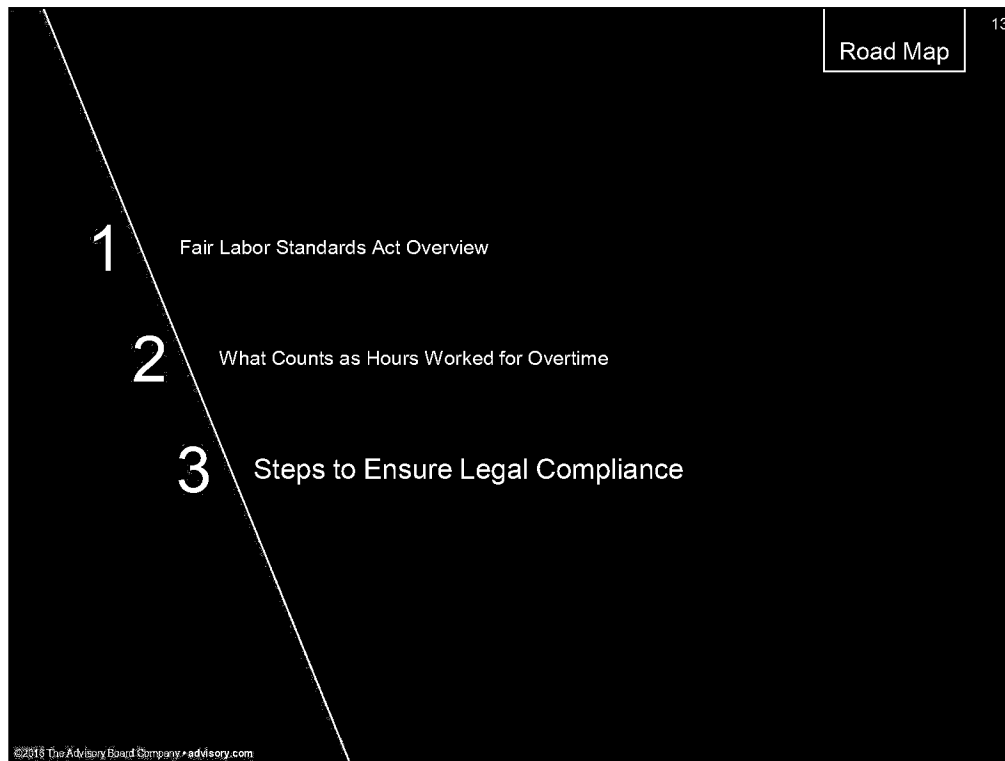 13
Road Map
1 Fair Labor Standards Act Overview
2 What Counts as Hours Worked for Overtime
3 Steps to Ensure Legal Compliance
The Advisory Board Company • advisory.com